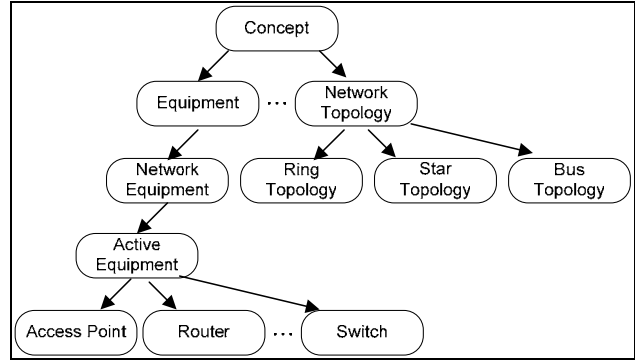 Concept
Equipment
...
Network
Topology
Network
Equipment
Ring
Topology
Star
Topology
Bus
Topology
Active
Equipment
Access Point
Router
...
Switch